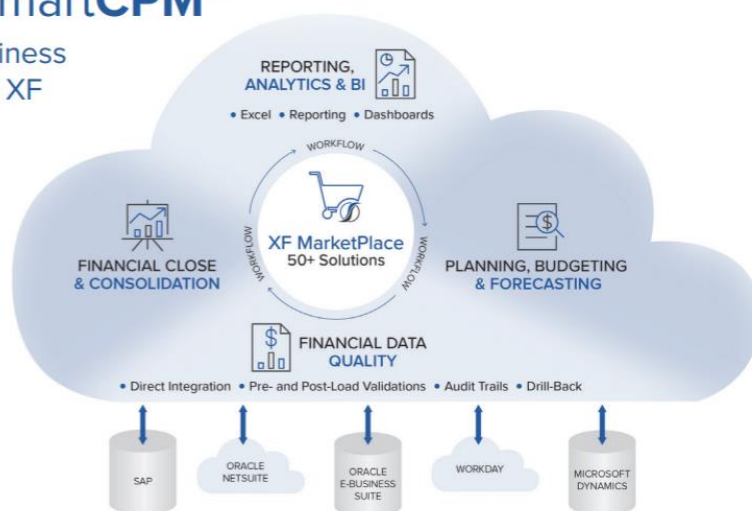 martCPM
iness
XF
REPORTING,
ANALYTICS & BI
• Excel • Reporting • Dashboards
WORKFLOW
XF MarketPlace
50+ Solutions
WORKFLOW
WORKFLOW
FINANCIAL CLOSE
& CONSOLIDATION
PLANNING, BUDGETING
& FORECASTING
FINANCIAL DATA
QUALITY
• Direct Integration • Pre- and Post-Load Validations • Audit Trails • Drill-Back
SAP
ORACLE
NETSUITE
ORACLE
E-BUSINESS
SUITE
WORKDAY
MICROSOFT
DYNAMICS